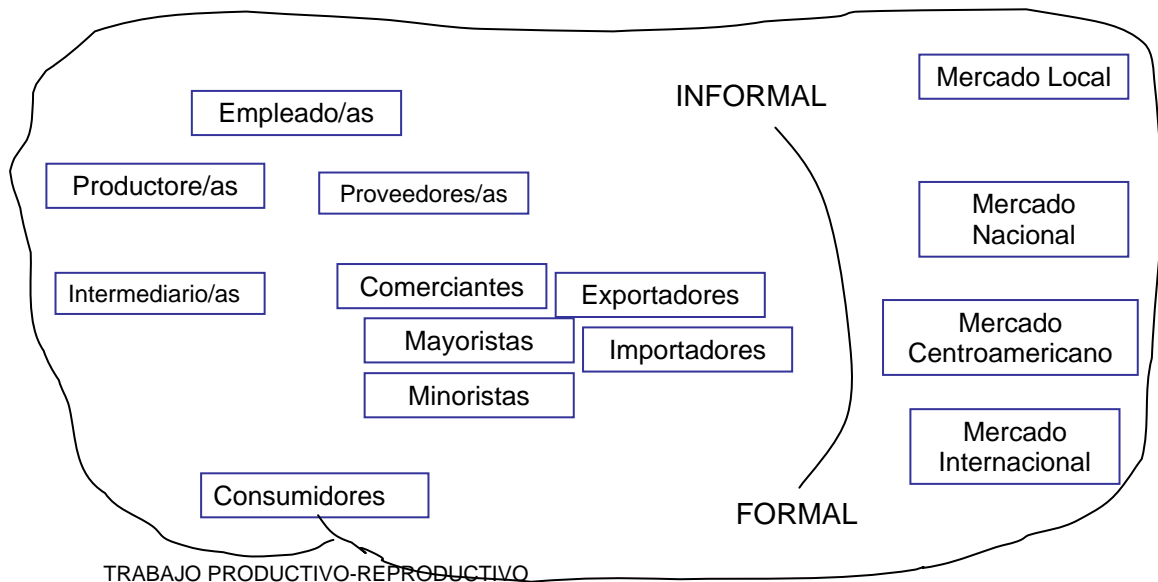 INFORMAL
Mercado Local
Empleado/as
Productore/as
Proveedores/as
Mercado
Nacional
Intermediario/as
Comerciantes
Exportadores
Mayoristas
Importadores
Mercado
Centroamericano
Minoristas
Mercado
Internacional
Consumidores
FORMAL
TRABAJO PRODUCTIVO-REPRODUCTIVO